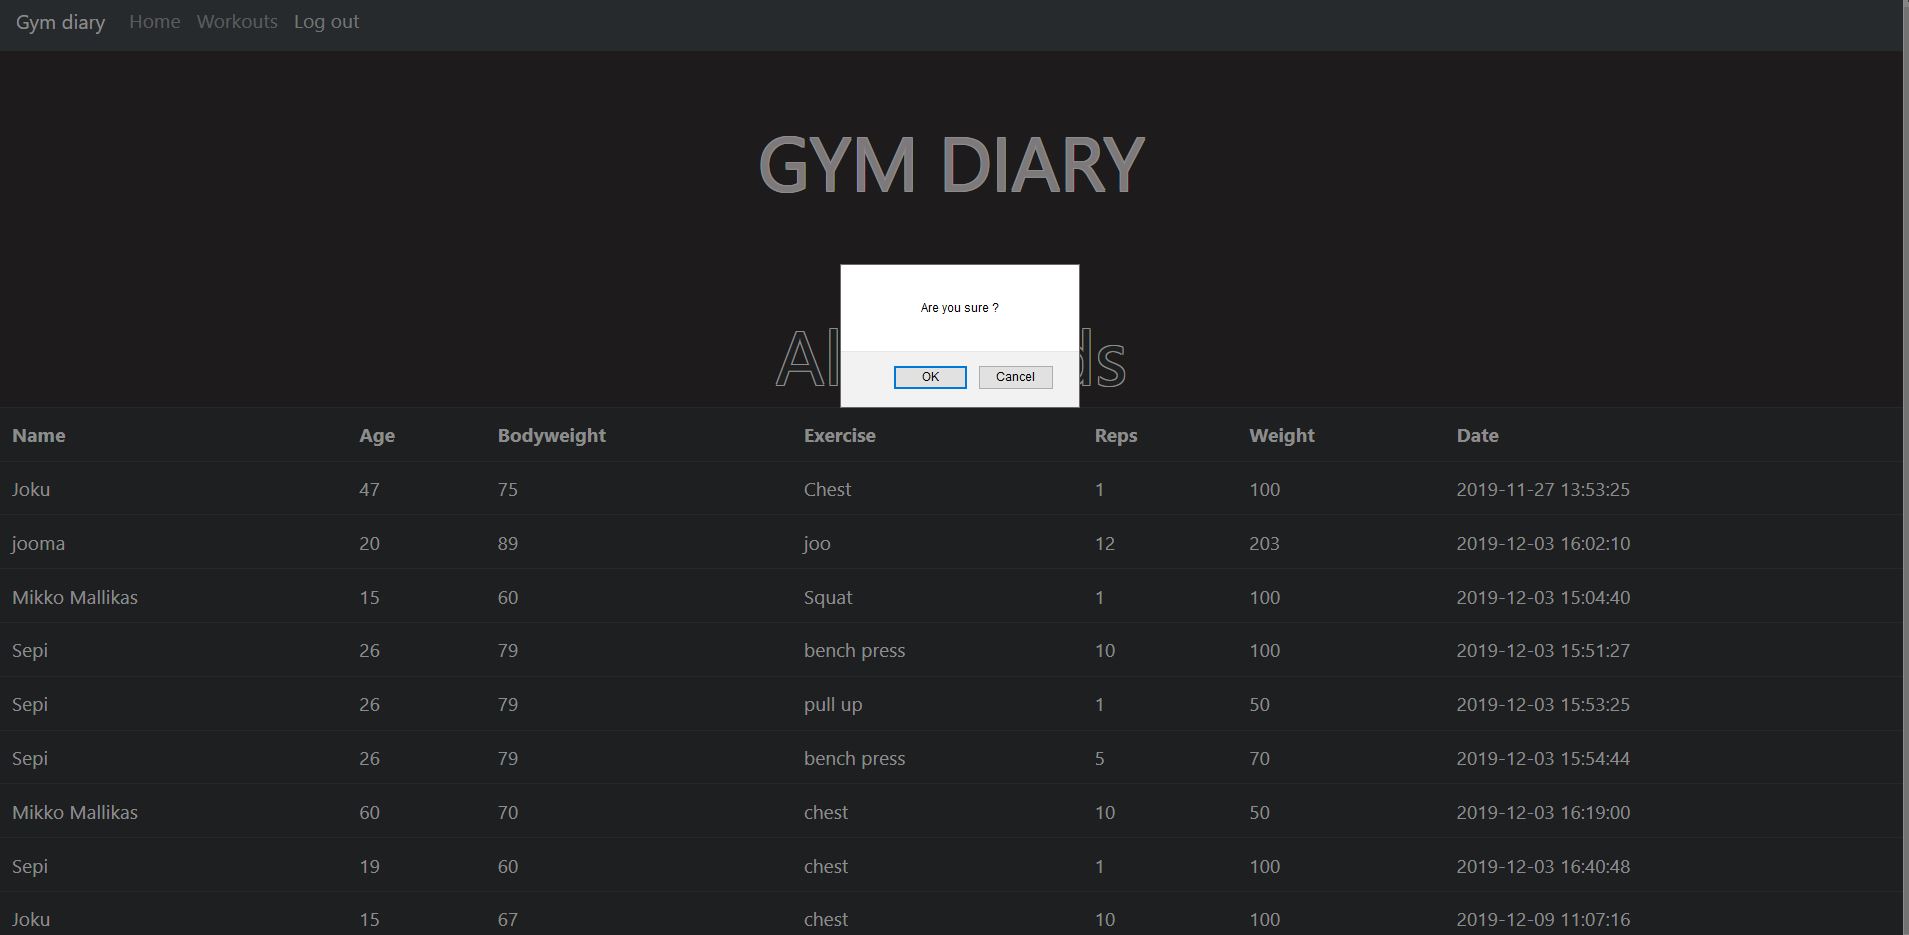 Gym diary Home Workouts Log out
GYM DIARY
Are you sure ?
OK Cancel
Name Age Bodyweight Exercise Reps Weight Date
Joku 47 75 Chest 1 100 2019-11-27 13:53:25
jooma 20 89 joo 12 203 2019-12-03 16:02:10
Mikko Mallikas 15 60 Squat 1 100 2019-12-03 15:04:40
Sepi 26 79 bench press 10 100 2019-12-03 15:51:27
Sepi 26 79 pull up 1 50 2019-12-03 15:53:25
Sepi 26 79 bench press 5 70 2019-12-03 15:54:44
Mikko Mallikas 60 70 chest 10 50 2019-12-03 16:19:00
Sepi 19 60 chest 1 100 2019-12-03 16:40:48
Joku 15 67 chest 10 100 2019-12-09 11:07:16